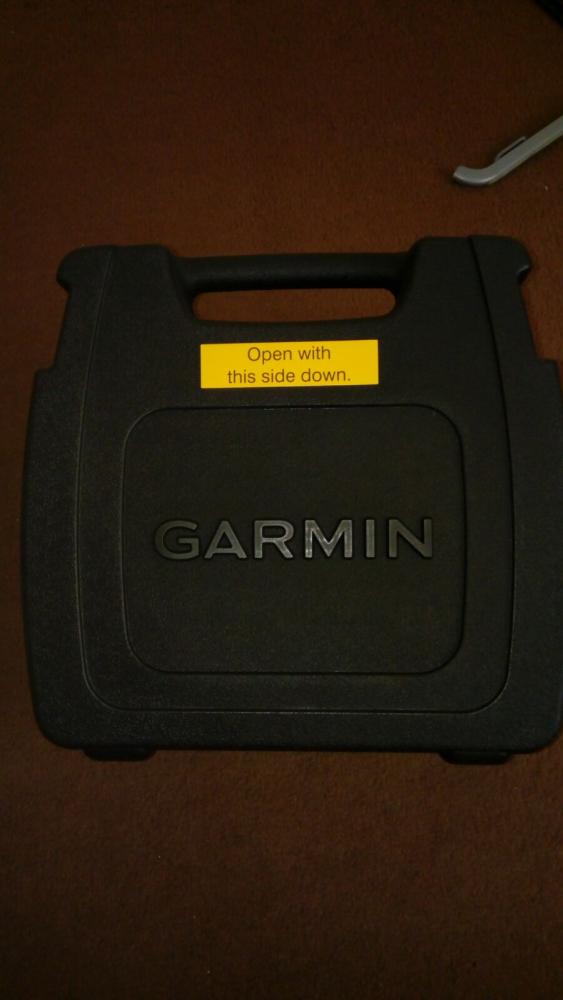 Open with
this side down.
GARMIN